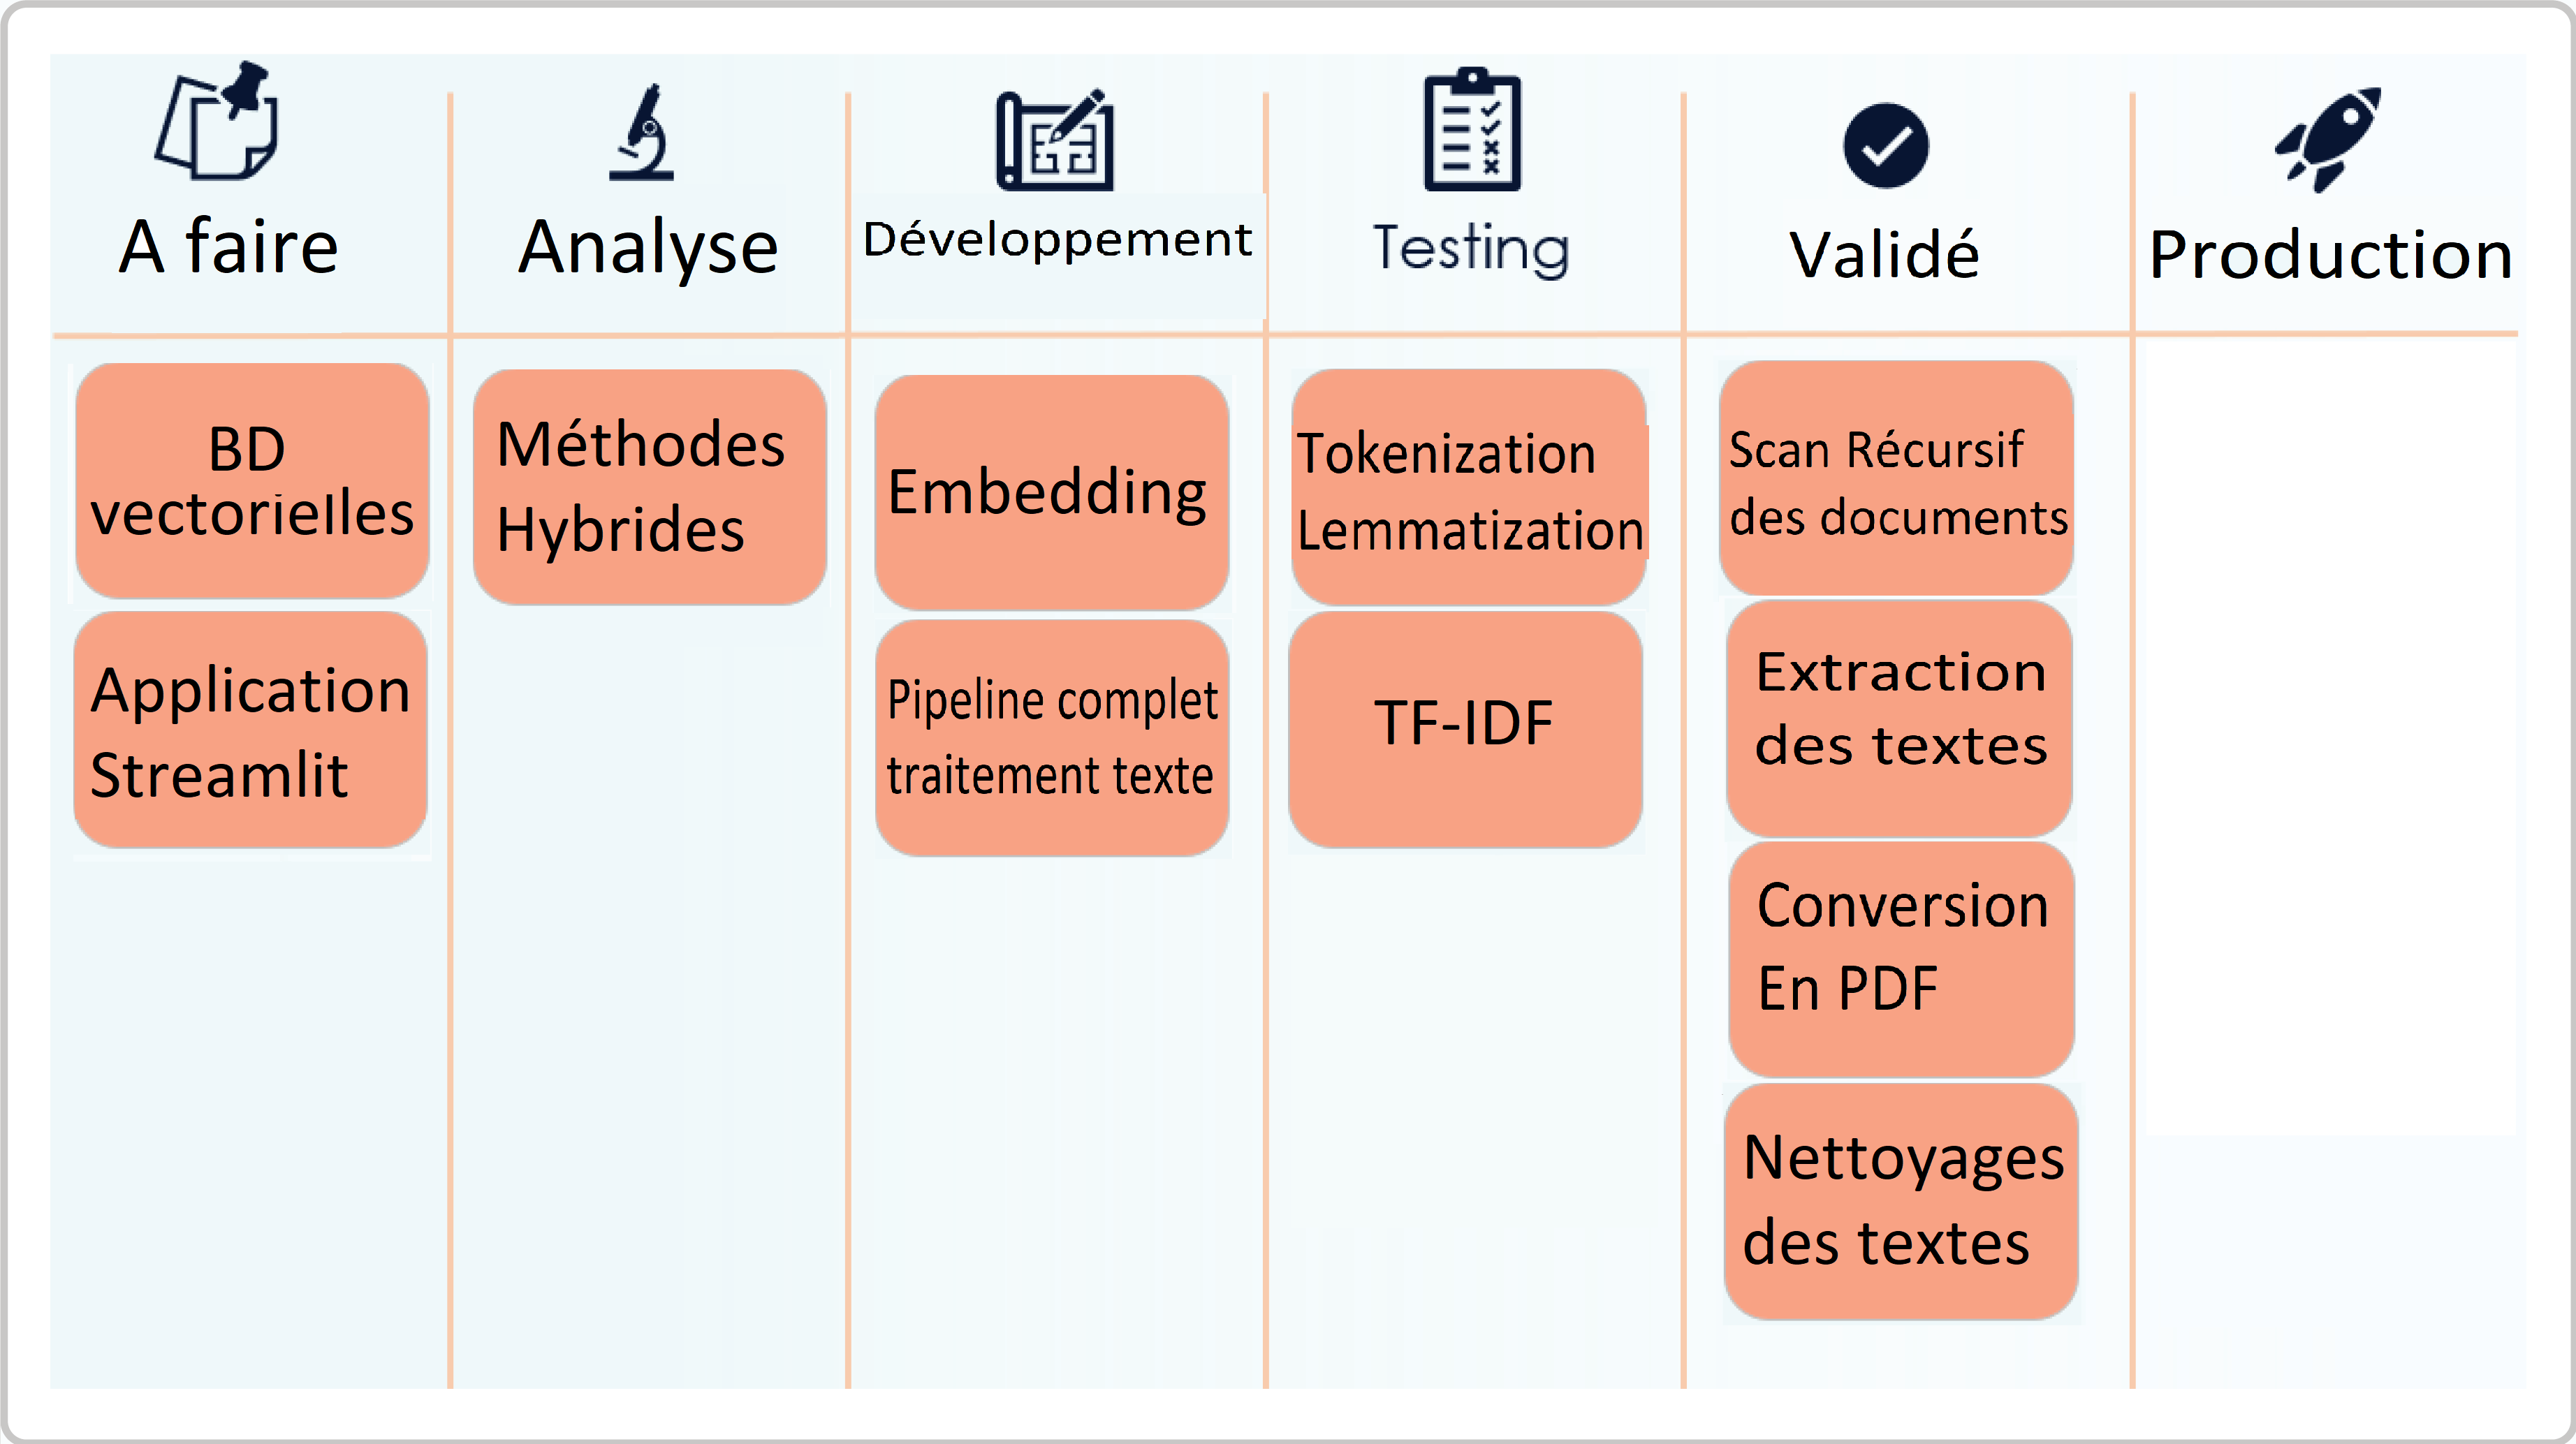 A faire
Analyse
Développement
Testing
Validé
Production
BD
vectorielles
Application
Streamlit
Méthodes
Hybrides
Embedding
Pipeline complet
traitement texte
Tokenization
Lemmatization
TF-IDF
Scan Récursif
des documents
Extraction
des textes
Conversion
En PDF
Nettoyages
des textes